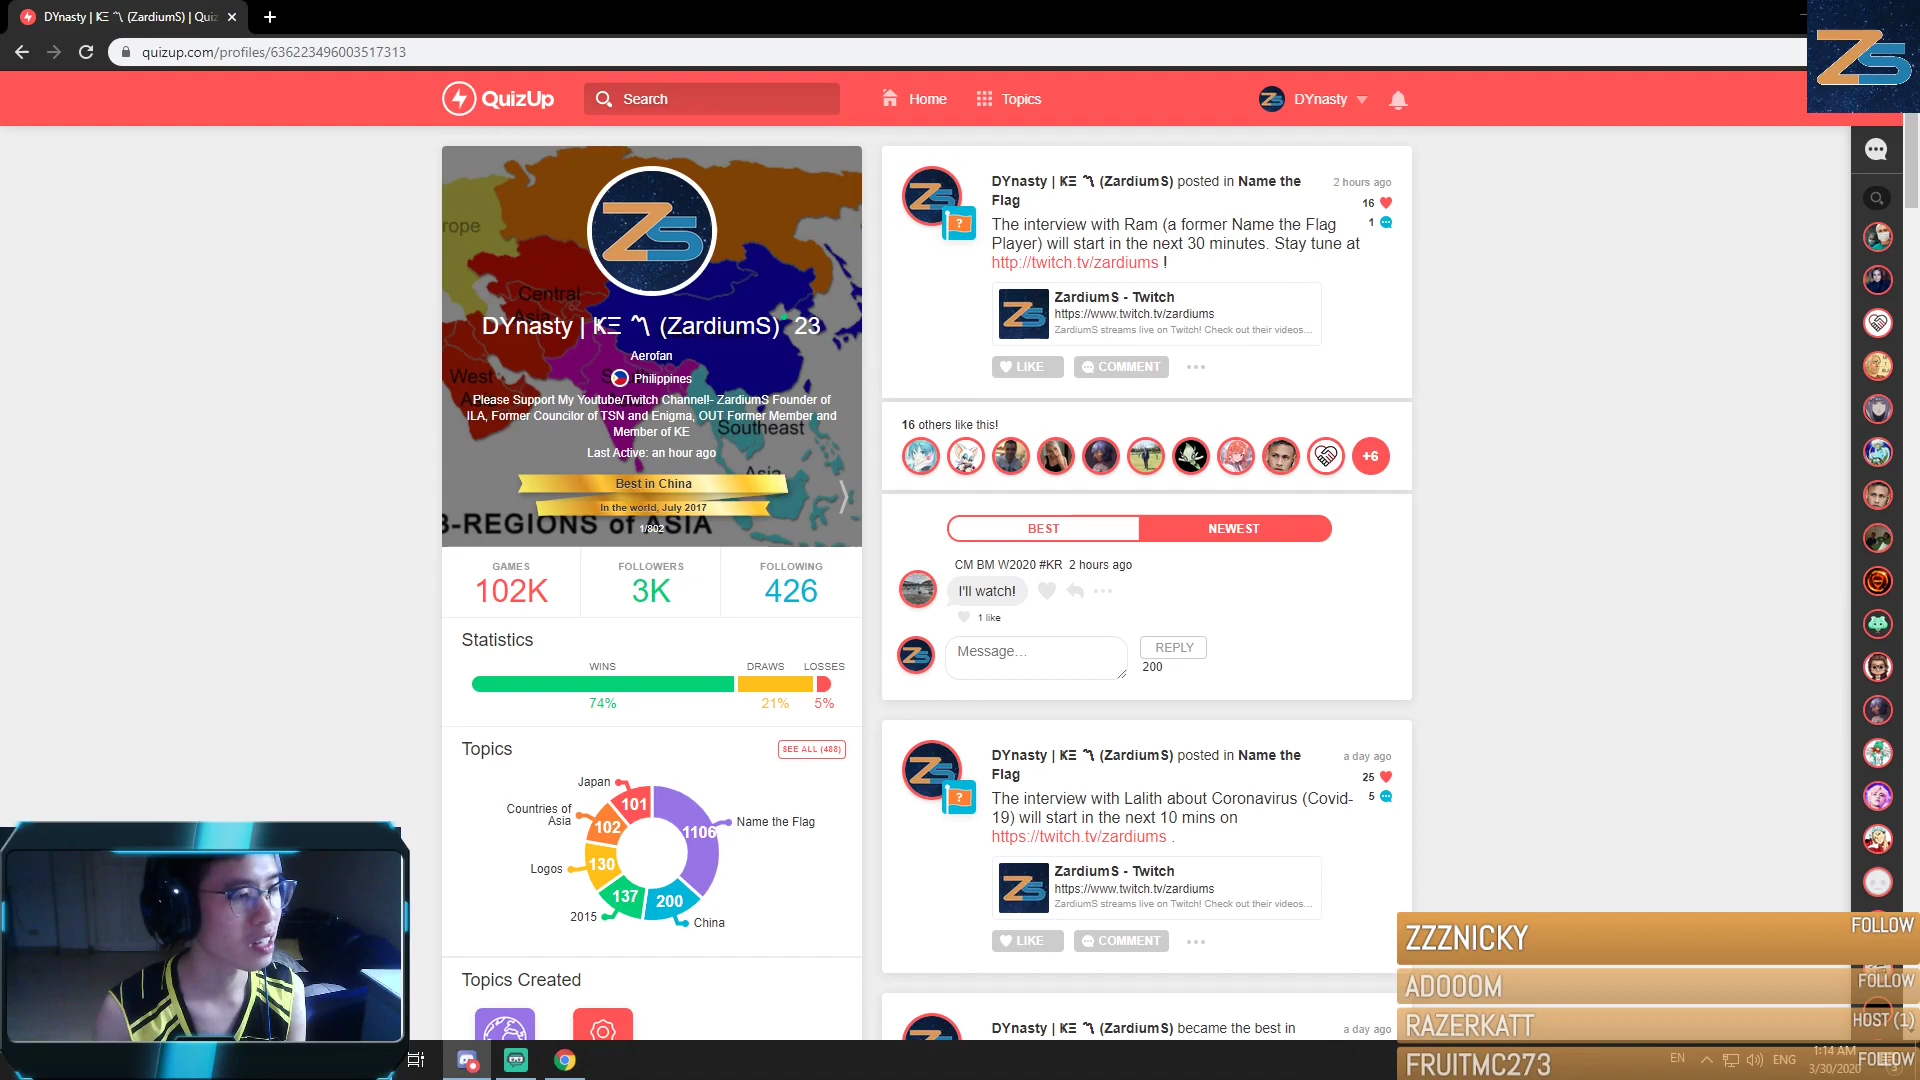 DYnasty | ꓘΞ 〽 (ZardiumS) | Quiz
quizup.com/profiles/636223496003517313
ZS
QuizUp
Search
Home
Topics
DYnasty
DYnasty | ꓘΞ 〽 (ZardiumS) 23
Aerofan
Philippines
Please Support My Youtube/Twitch Channel!- ZardiumS Founder of
ILA, Former Councilor of TSN and Enigma, OUT Former Member and
Member of KE
Last Active: an hour ago
Central
West
Southeast
Asia
Best in China
In the world, July 2017
3-REGIONS of ASIA
1/802
GAMES
102K
FOLLOWERS
3K
FOLLOWING
426
Statistics
WINS
DRAWS
LOSSES
74%
21%
5%
Topics
SEE ALL (488)
Japan
101
Countries of
Asia
102
1106
Name the Flag
Logos
130
2015
137
200
China
Topics Created
DYnasty | ꓘΞ 〽 (ZardiumS) posted in Name the
Flag
2 hours ago
16
1
The interview with Ram (a former Name the Flag
Player) will start in the next 30 minutes. Stay tune at
http://twitch.tv/zardiums !
ZardiumS - Twitch
https://www.twitch.tv/zardiums
ZardiumS streams live on Twitch! Check out their videos...
LIKE
COMMENT
16 others like this!
+6
BEST
NEWEST
CM BM W2020 #KR 2 hours ago
I'll watch!
1 like
Message...
REPLY
200
DYnasty | ꓘΞ 〽 (ZardiumS) posted in Name the
Flag
a day ago
25
5
The interview with Lalith about Coronavirus (Covid-
19) will start in the next 10 mins on
https://twitch.tv/zardiums .
ZardiumS - Twitch
https://www.twitch.tv/zardiums
ZardiumS streams live on Twitch! Check out their videos...
LIKE
COMMENT
DYnasty | ꓘΞ 〽 (ZardiumS) became the best in
a day ago
ZZZNICKY
FOLLOW
ADOOOM
FOLLOW
RAZERKATT
HOST (1)
FRUITMC273
FOLLOW
EN
ENG
1:14 AM
3/30/2020